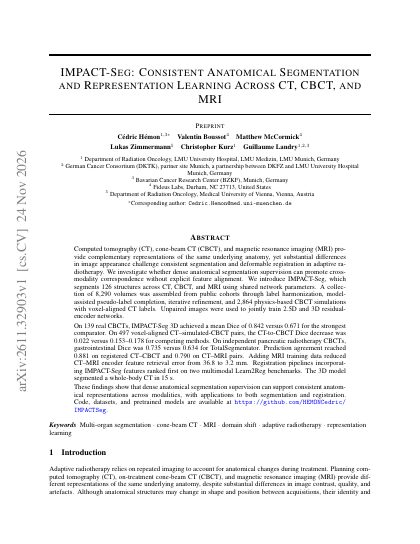 IMPACT-SEG: CONSISTENT ANATOMICAL SEGMENTATION
AND REPRESENTATION LEARNING ACROSS CT, CBCT, AND
MRI
PREPRINT
Cédric Hémon Valentin Boussot Matthew McCormick
Lukas Zimmermann Christopher Kurz Guillaume Landry
1 Department of Radiation Oncology, LMU University Hospital, LMU Medizin, LMU Munich, Germany
2 German Cancer Consortium (DKTK), partner site Munich, a partnership between DKFZ and LMU University Hospital
Munich, Germany
3 Bavarian Cancer Research Center (BZKF), Munich, Germany
4 Fideus Labs, Durham, NC 27713, United States
5 Department of Radiation Oncology, Medical University of Vienna, Vienna, Austria
*Corresponding author: Cedric.Hemon@med.uni-muenchen.de
ABSTRACT
Computed tomography (CT), cone-beam CT (CBCT), and magnetic resonance imaging (MRI) pro-
vide complementary representations of the same underlying anatomy, yet substantial differences
in image appearance challenge consistent segmentation and deformable registration in adaptive ra-
diotherapy. We investigate whether dense anatomical segmentation supervision can promote cross-
modality correspondence without explicit feature alignment. We introduce IMPACT-Seg, which
segments 126 structures across CT, CBCT, and MRI using shared network parameters. A collec-
tion of 8,290 volumes was assembled from public cohorts through label harmonization, model-
assisted pseudo-label completion, iterative refinement, and 2,864 physics-based CBCT simulations
with voxel-aligned CT labels. Unpaired images were used to jointly train 2.5D and 3D residual-
encoder networks.
On 139 real CBCTs, IMPACT-Seg 3D achieved a mean Dice of 0.842 versus 0.671 for the strongest
comparator. On 497 voxel-aligned CT–simulated-CBCT pairs, the CT-to-CBCT Dice decrease was
0.022 versus 0.153–0.178 for competing methods. On independent pancreatic radiotherapy CBCTs,
gastrointestinal Dice was 0.735 versus 0.634 for TotalSegmentator. Prediction agreement reached
0.881 on registered CT–CBCT and 0.790 on CT–MRI pairs. Adding MRI training data reduced
CT–MRI encoder feature retrieval error from 36.8 to 3.2 mm. Registration pipelines incorporat-
ing IMPACT-Seg features ranked first on two multimodal Learn2Reg benchmarks. The 3D model
segmented a whole-body CT in 15 s.
These findings show that dense anatomical segmentation supervision can support consistent anatom-
ical representations across modalities, with applications to both segmentation and registration.
Code, datasets, and pretrained models are available at https://github.com/HEMONCedric/
IMPACTSeg.
Keywords Multi-organ segmentation · cone-beam CT · MRI · domain shift · adaptive radiotherapy · representation
learning
1 Introduction
Adaptive radiotherapy relies on repeated imaging to account for anatomical changes during treatment. Planning com-
puted tomography (CT), on-treatment cone-beam CT (CBCT), and magnetic resonance imaging (MRI) provide dif-
ferent representations of the same underlying anatomy, despite substantial differences in image contrast, quality, and
artefacts. Although anatomical structures may change in shape and position between acquisitions, their identity and
arXiv:2611.32903v1 [cs.CV] 24 Nov 2026